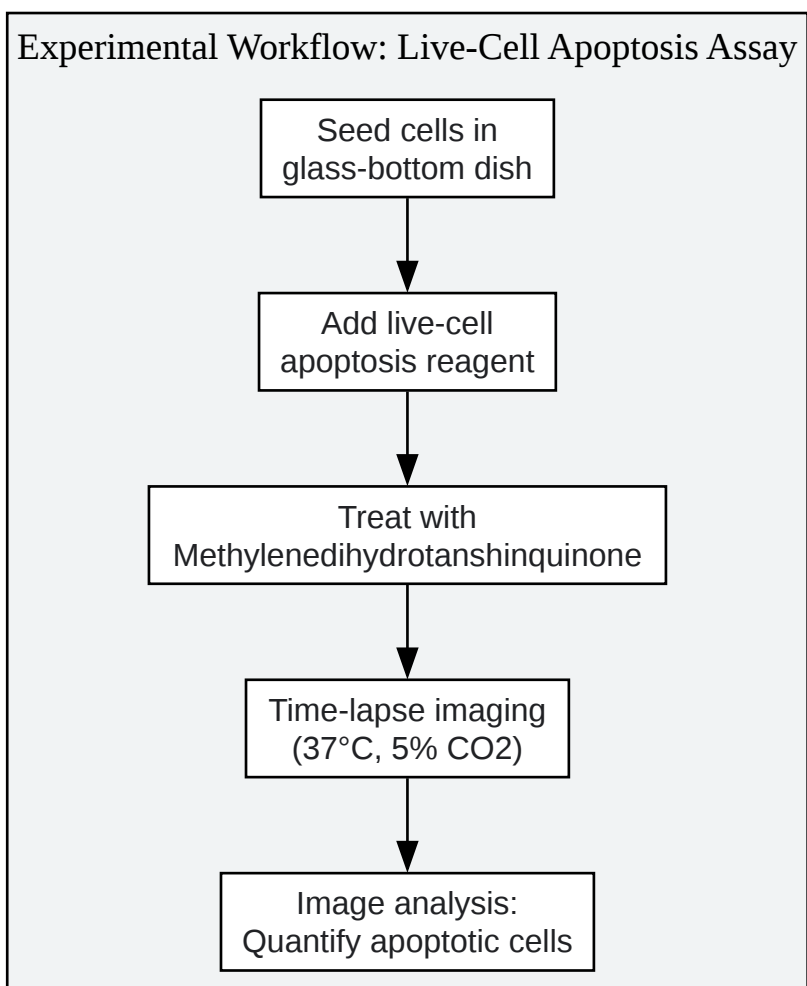 Experimental Workflow: Live-Cell Apoptosis Assay
Seed cells in
glass-bottom dish
Add live-cell
apoptosis reagent
Treat with
Methylenedihydrotanshinquinone
Time-lapse imaging
(37°C, 5% CO2)
Image analysis:
Quantify apoptotic cells